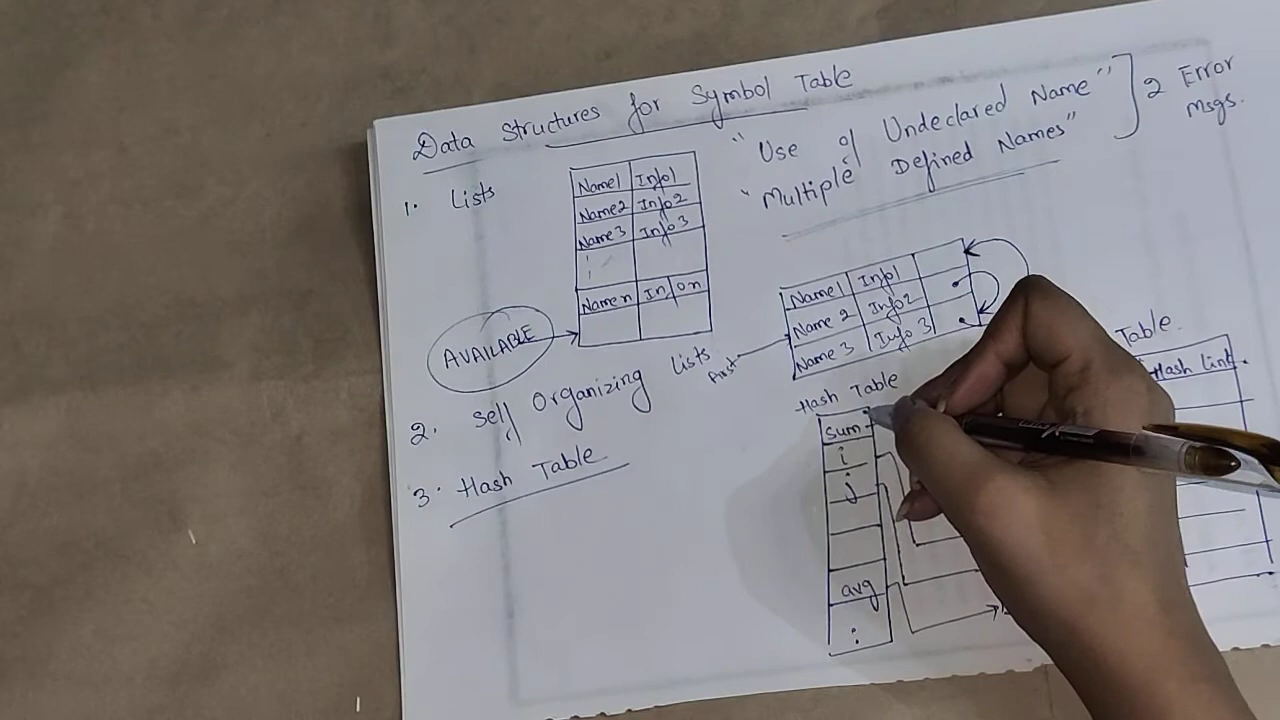 Data Structures for Symbol Table
"Use of Undeclared Name"
"Multiple Defined Names"
2 Error
Msgs.
1. Lists
Name1 Info1
Name2 Info2
Name3 Info3
Name n Info n
AVAILABLE
2. Self Organizing Lists
First
Name1 Info1
Name 2 Info2
Name 3 Info 3
3. Hash Table
Hash Table
sum
i
j
avg
Table.
Hash Link